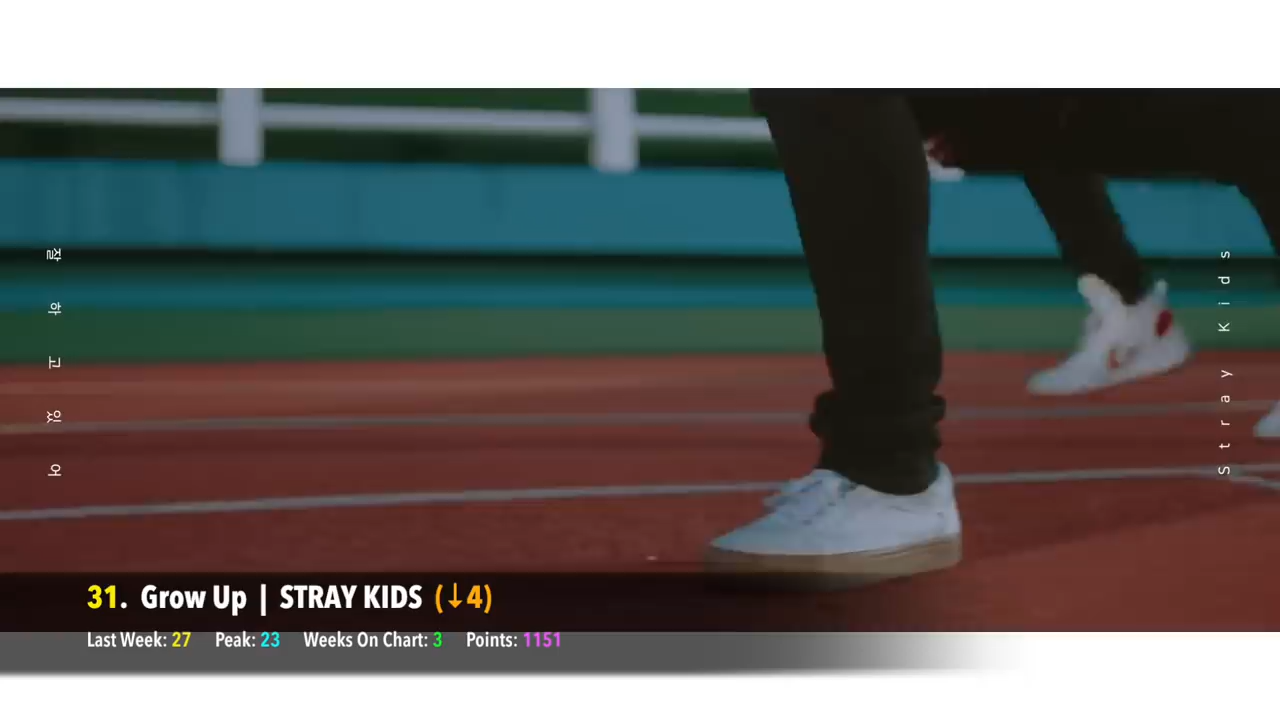 잘하고있어
Stray Kids
31. Grow Up | STRAY KIDS (↓4)
Last Week: 27 Peak: 23 Weeks On Chart: 3 Points: 1151